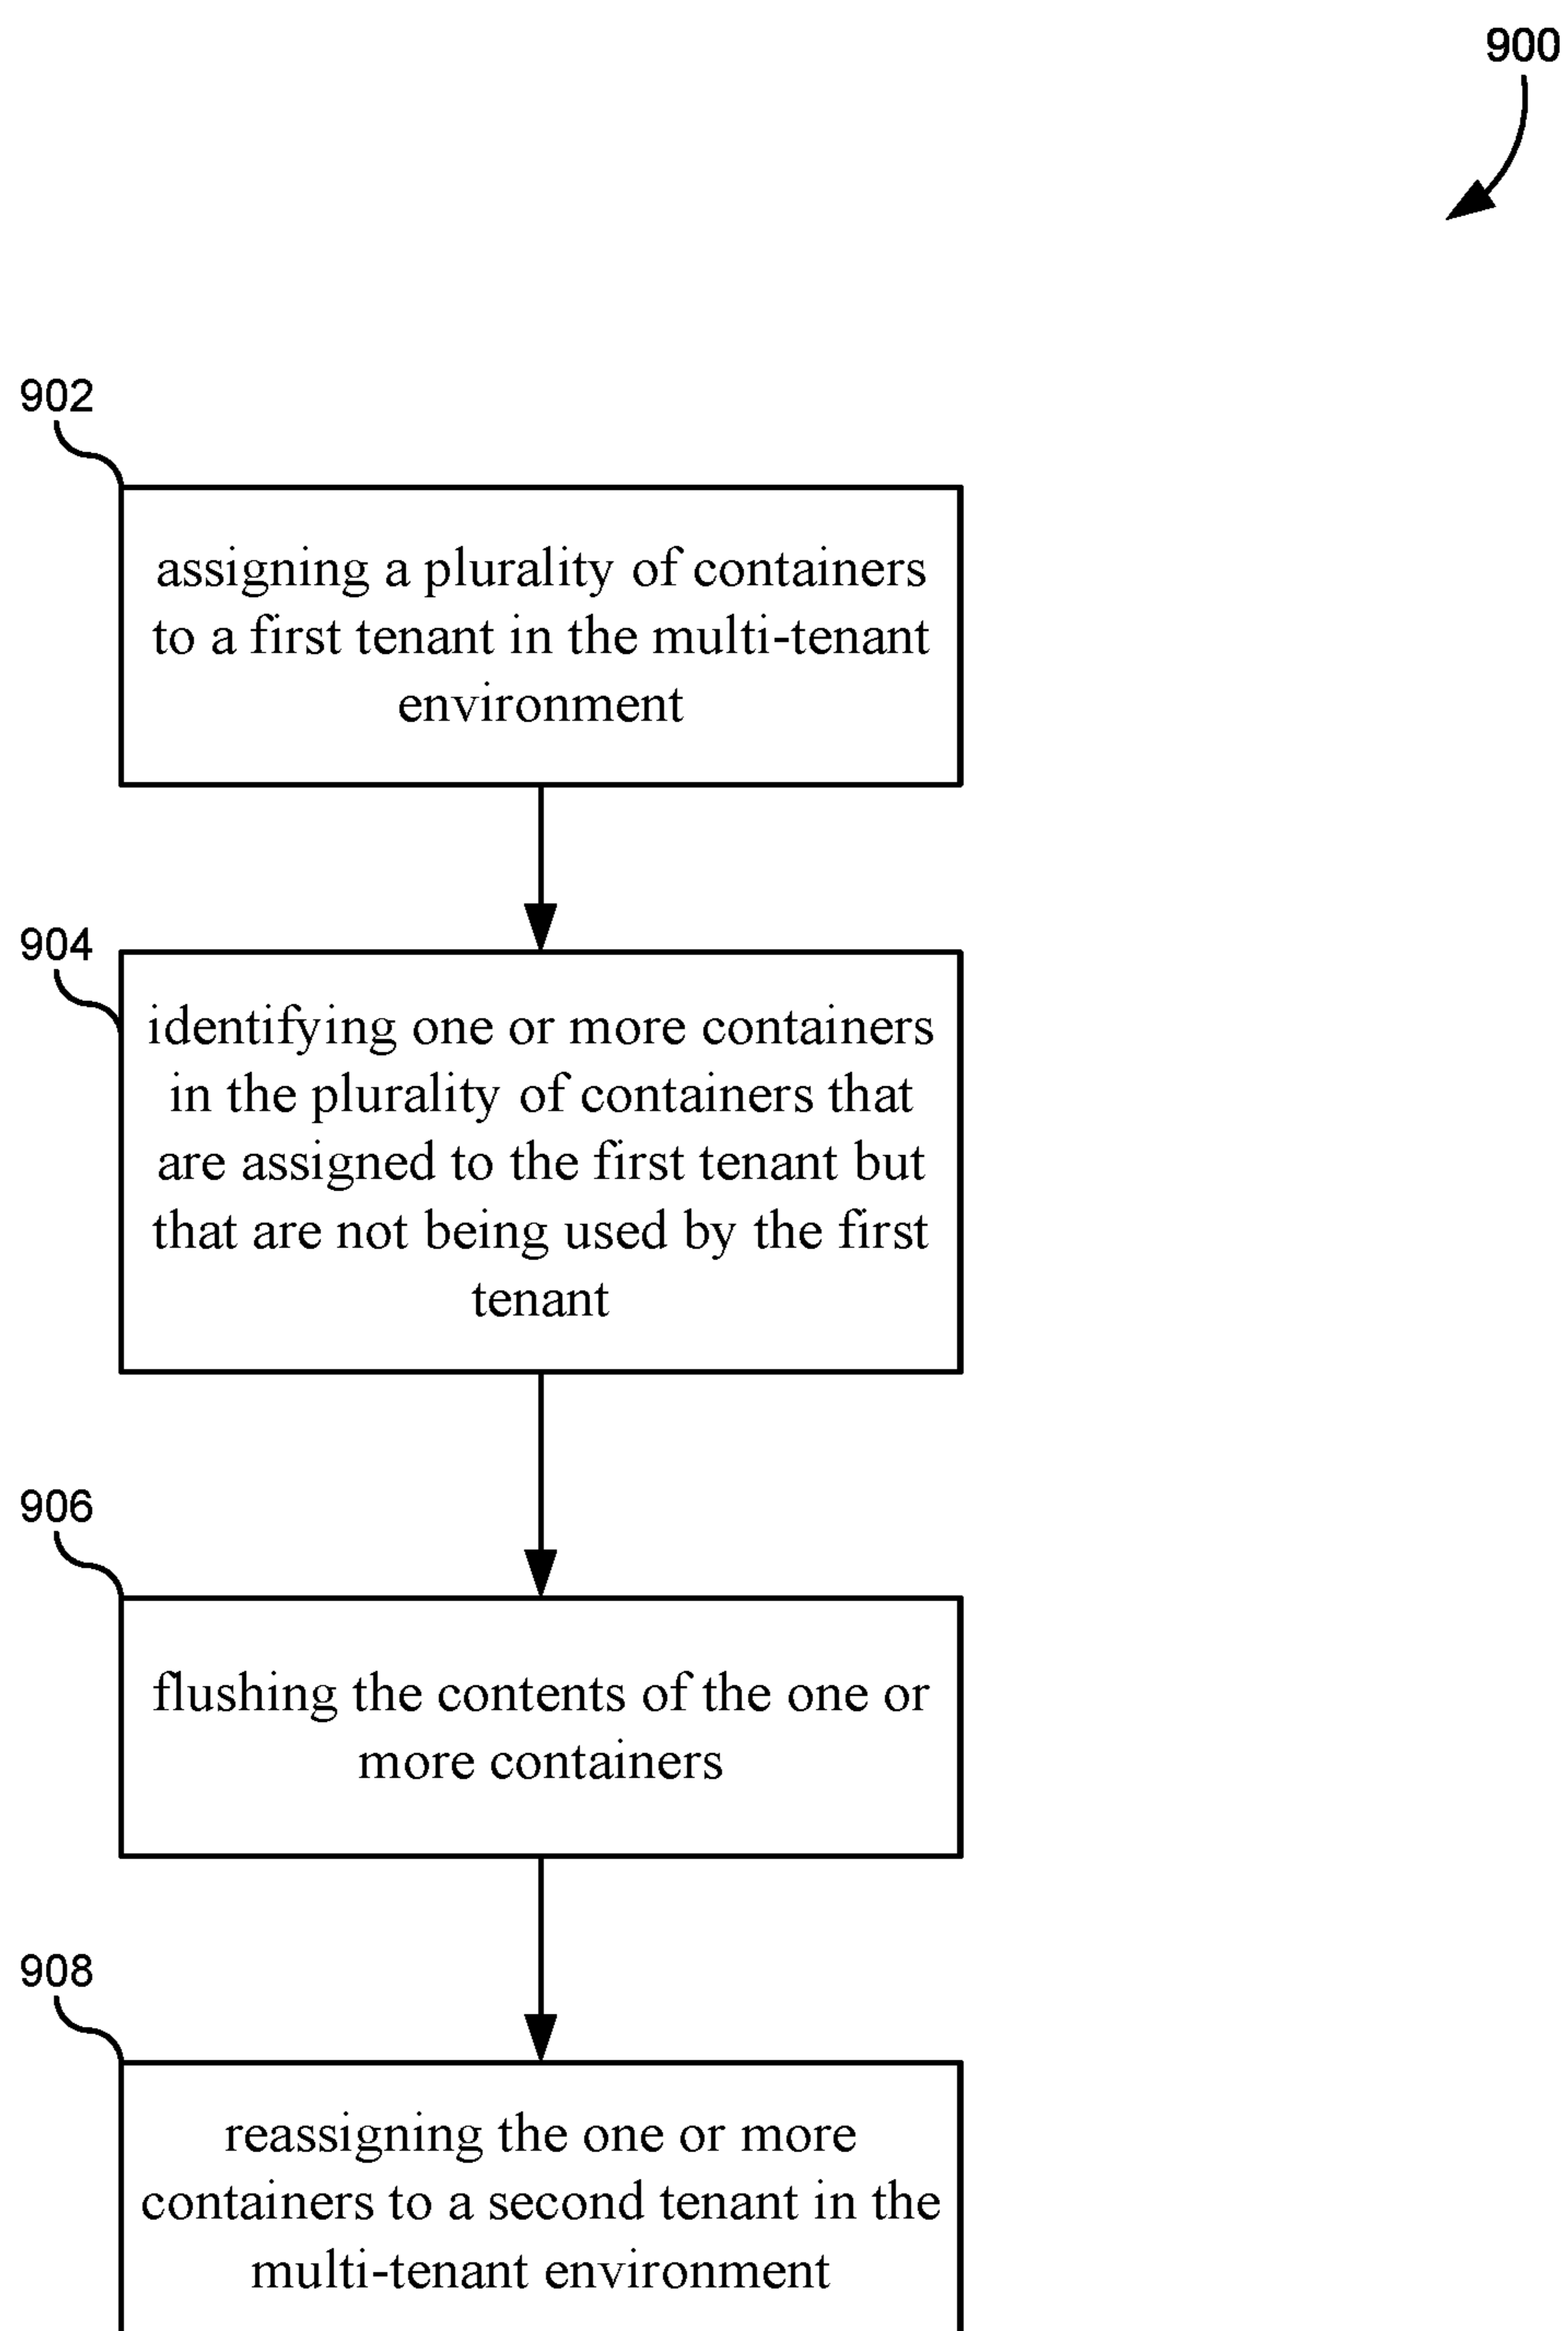 900
902
assigning a plurality of containers
to a first tenant in the multi-tenant
environment
904
identifying one or more containers
in the plurality of containers that
are assigned to the first tenant but
that are not being used by the first
tenant
906
flushing the contents of the one or
more containers
908
reassigning the one or more
containers to a second tenant in the
multi-tenant environment